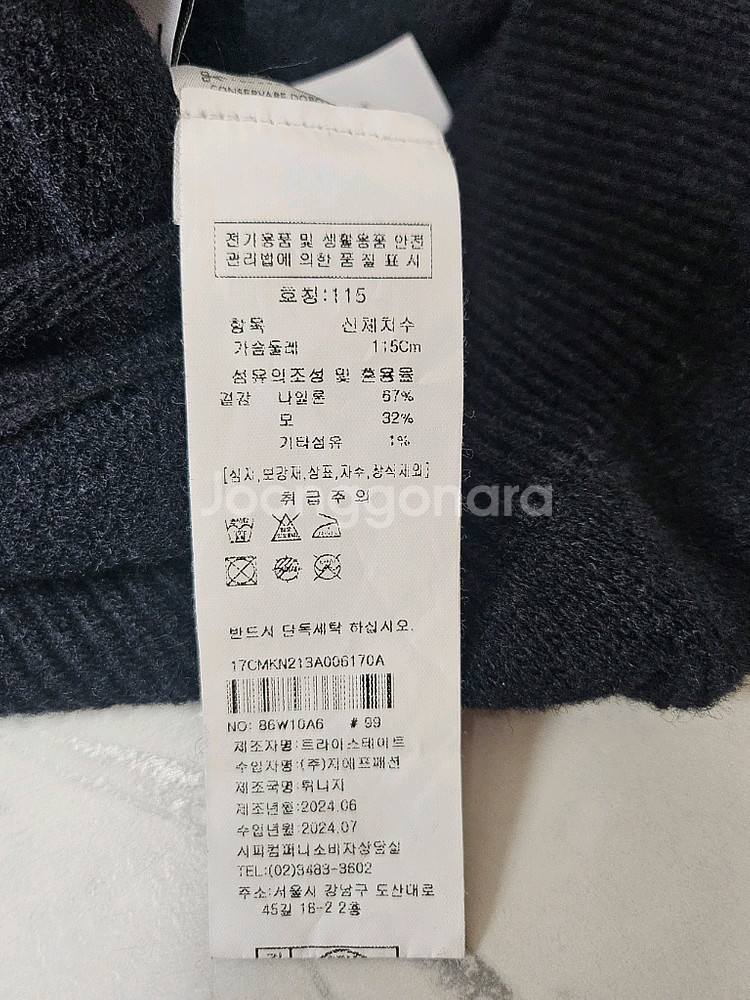 CONSERVARE DOPO
전기용품 및 생활용품 안전
관리법에 의한 품질 표시
호칭:115
항목 신체치수
가슴둘레 115Cm
섬유의조성 및 혼용율
겉감 나일론 67%
모 32%
기타섬유 1%
[심지,보강재,상표,자수,장식제외]
Joonggonara
취급주의
반드시 단독세탁 하십시오.
17CMKN213A006170A
NO: 86W10A6 # 99
제조자명:트라이스테이트
수입자명:(주)지에프패션
제조국명:튀니지
제조년월:2024.06
수입년월:2024.07
시피컴퍼니소비자상담실
TEL:(02)3483-3602
주소:서울시 강남구 도산대로
45길 16-2 2층